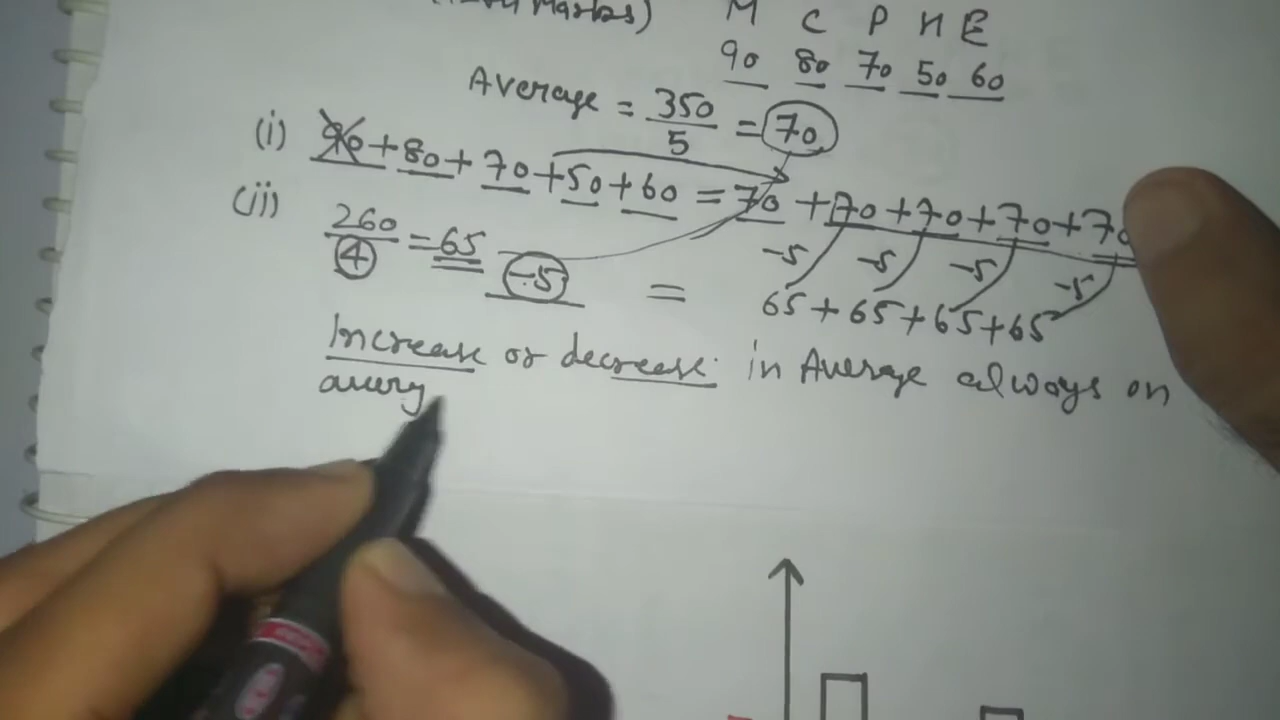 Marks) M C P H E
90 80 70 50 60
Average = 350/5 = 70
(i) 90 + 80 + 70 + 50 + 60 = 70 + 70 + 70 + 70 + 70
(ii) 260/4 = 65 -5
-5 -5 -5 -5
= 65 + 65 + 65 + 65
Increase or decrease in Average always on
avery